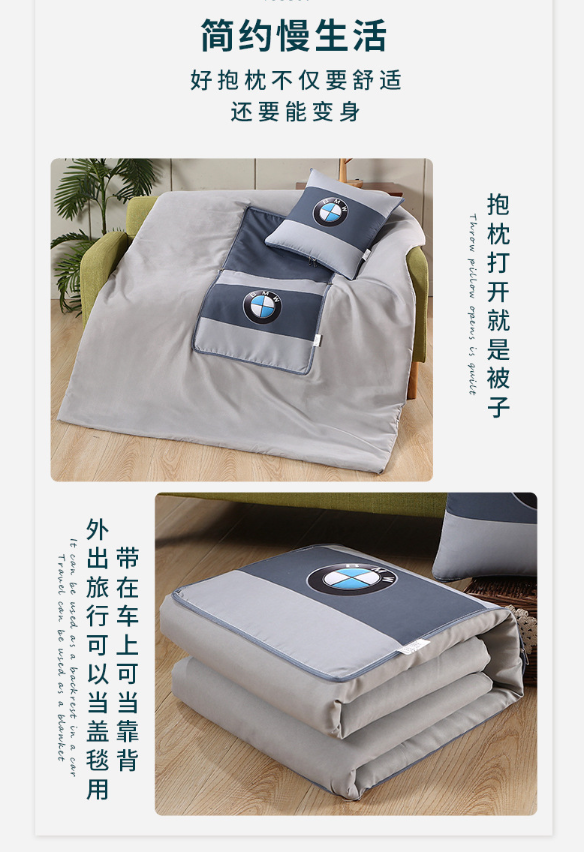 简约慢生活
好抱枕不仅要舒适
还要能变身
抱枕打开就是被子
Throw pillow opens is quilt
BMW
BMW
带在车上可当靠背
外出旅行可以当盖毯用
It can be used as a backrest in a car
Travel can be used as a blanket
BMW